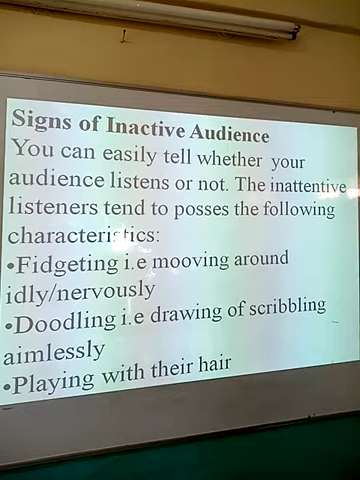 Signs of Inactive Audience
You can easily tell whether your
audience listens or not. The inattentive
listeners tend to posses the following
characteristics:
•Fidgeting i.e mooving around
idly/nervously
•Doodling i.e drawing of scribbling
aimlessly
•Playing with their hair